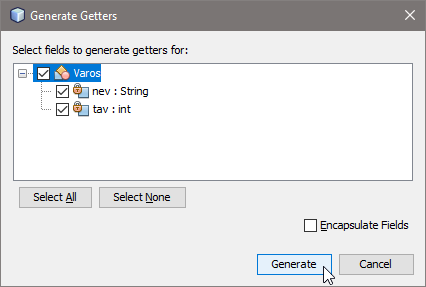 Generate Getters
Select fields to generate getters for:
Varos
nev : String
tav : int
Select All
Select None
Encapsulate Fields
Generate
Cancel